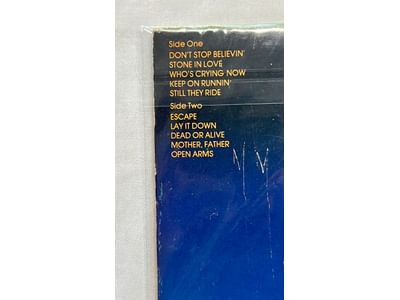 Side One
DON'T STOP BELIEVIN'
STONE IN LOVE
WHO'S CRYING NOW
KEEP ON RUNNIN'
STILL THEY RIDE
Side Two
ESCAPE
LAY IT DOWN
DEAD OR ALIVE
MOTHER, FATHER
OPEN ARMS